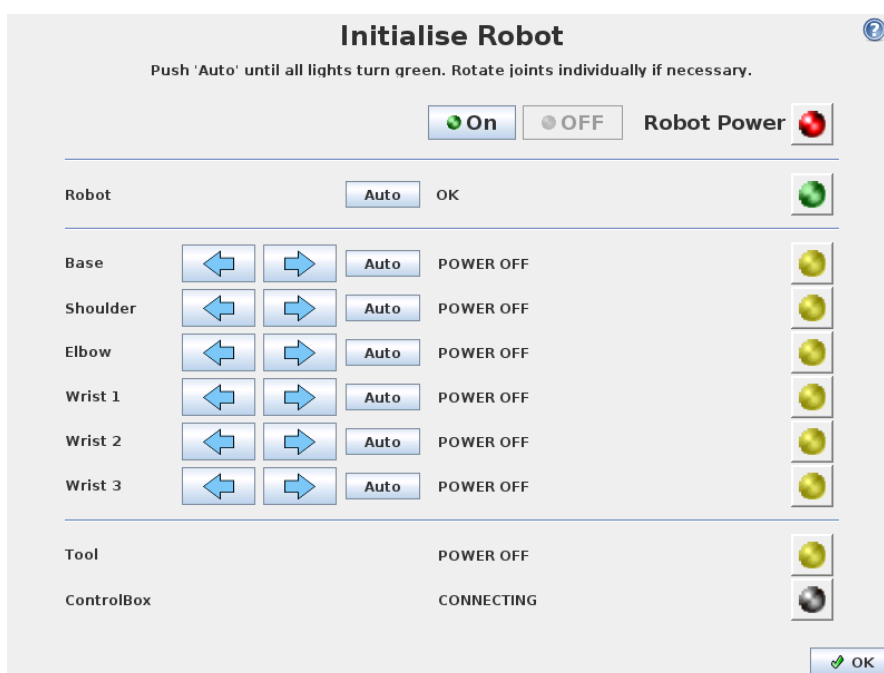 Initialise Robot
Push 'Auto' until all lights turn green. Rotate joints individually if necessary.
On OFF Robot Power
Robot Auto OK
Base Auto POWER OFF
Shoulder Auto POWER OFF
Elbow Auto POWER OFF
Wrist 1 Auto POWER OFF
Wrist 2 Auto POWER OFF
Wrist 3 Auto POWER OFF
Tool POWER OFF
ControlBox CONNECTING
OK